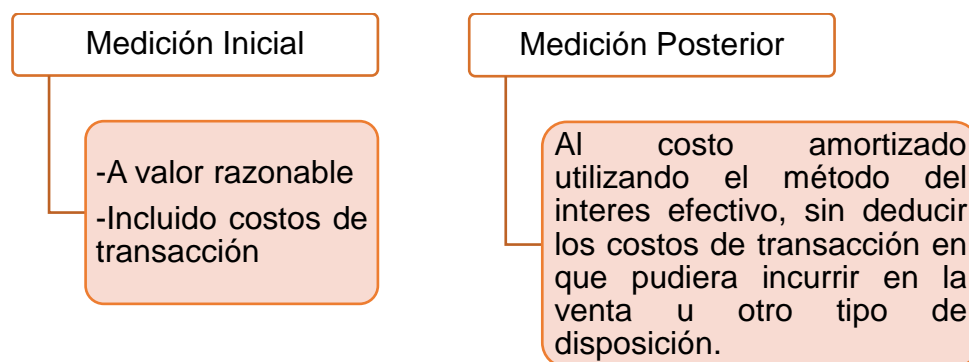 Medición Inicial
-A valor razonable
-Incluido costos de
transacción
Medición Posterior
Al costo amortizado
utilizando el método del
interes efectivo, sin deducir
los costos de transacción en
que pudiera incurrir en la
venta u otro tipo de
disposición.